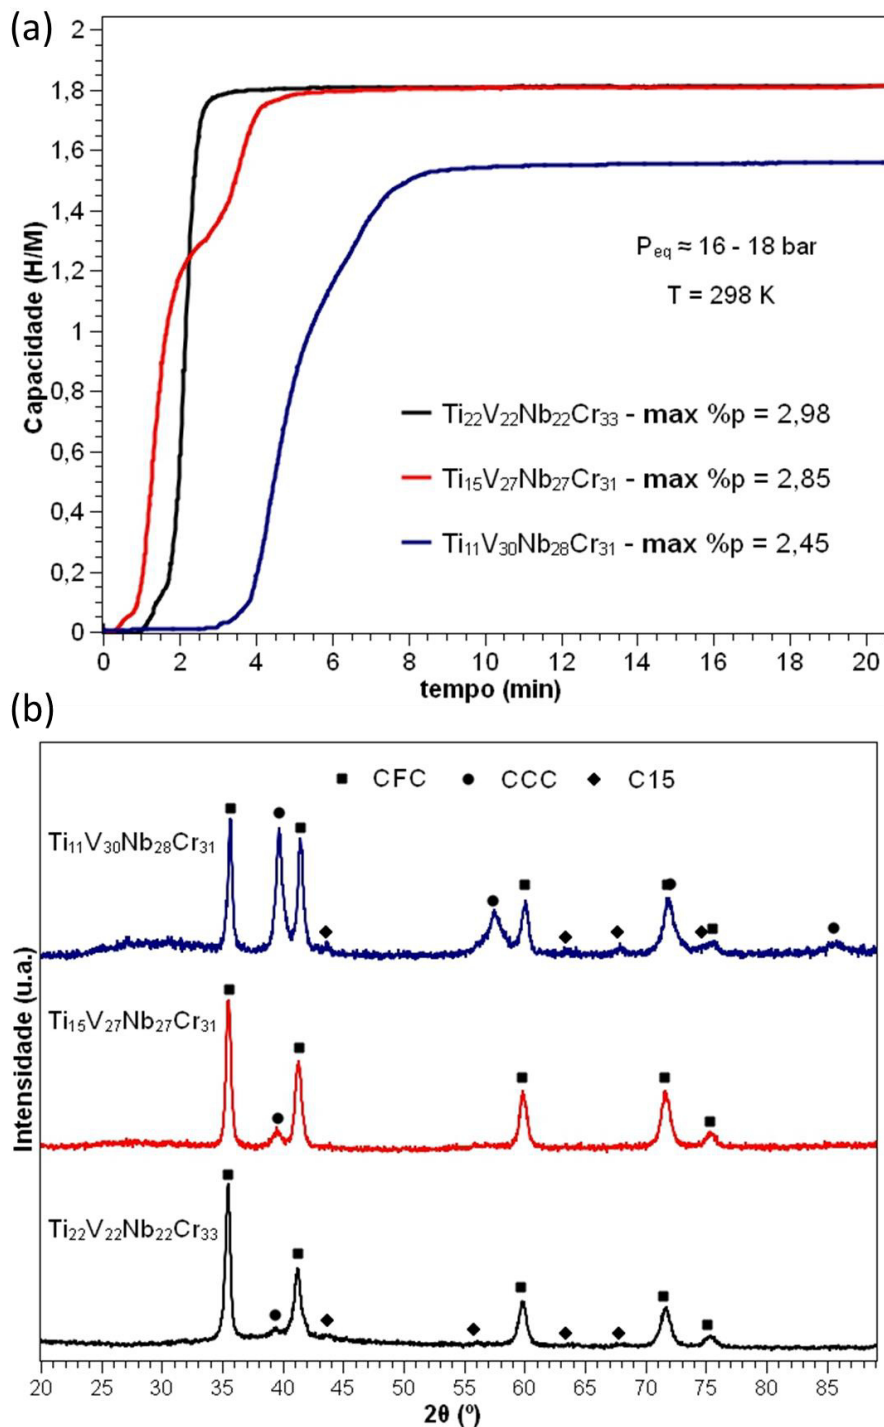 (a)
2
1,8
1,6
1,4
1,2
1
0,8
0,6
0,4
0,2
0
Capacidade (H/M)
P_eq ≈ 16 - 18 bar
T = 298 K
Ti₂₂V₂₂Nb₂₂Cr₃₃ - max %p = 2,98
Ti₁₅V₂₇Nb₂₇Cr₃₁ - max %p = 2,85
Ti₁₁V₃₀Nb₂₈Cr₃₁ - max %p = 2,45
0 2 4 6 8 10 12 14 16 18 20
tempo (min)
(b)
CFC CCC C15
Ti₁₁V₃₀Nb₂₈Cr₃₁
Ti₁₅V₂₇Nb₂₇Cr₃₁
Ti₂₂V₂₂Nb₂₂Cr₃₃
Intensidade (u.a.)
20 25 30 35 40 45 50 55 60 65 70 75 80 85
2θ (º)